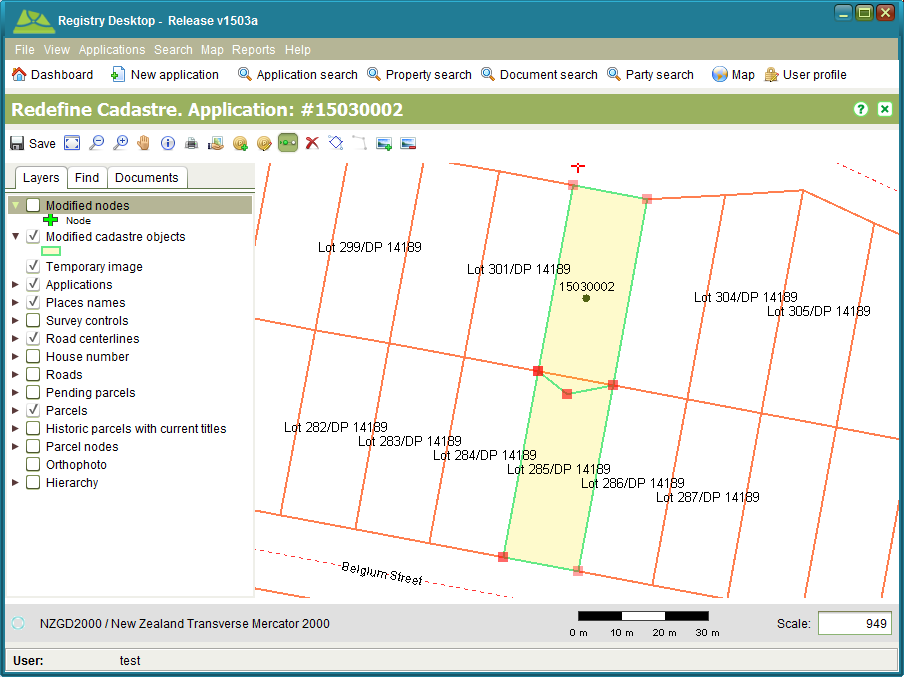 Registry Desktop - Release v1503a
File View Applications Search Map Reports Help
Dashboard New application Application search Property search Document search Party search Map User profile
Redefine Cadastre. Application: #15030002
Save
Layers Find Documents
Modified nodes
Node
Modified cadastre objects
Temporary image
Applications
Places names
Survey controls
Road centerlines
House number
Roads
Pending parcels
Parcels
Historic parcels with current titles
Parcel nodes
Orthophoto
Hierarchy
Lot 299/DP 14189
Lot 301/DP 14189
15030002
Lot 304/DP 14189
Lot 305/DP 14189
Lot 282/DP 14189
Lot 283/DP 14189
Lot 284/DP 14189
Lot 285/DP 14189
Lot 286/DP 14189
Lot 287/DP 14189
Belgium Street
NZGD2000 / New Zealand Transverse Mercator 2000
0 m 10 m 20 m 30 m
Scale: 949
User: test